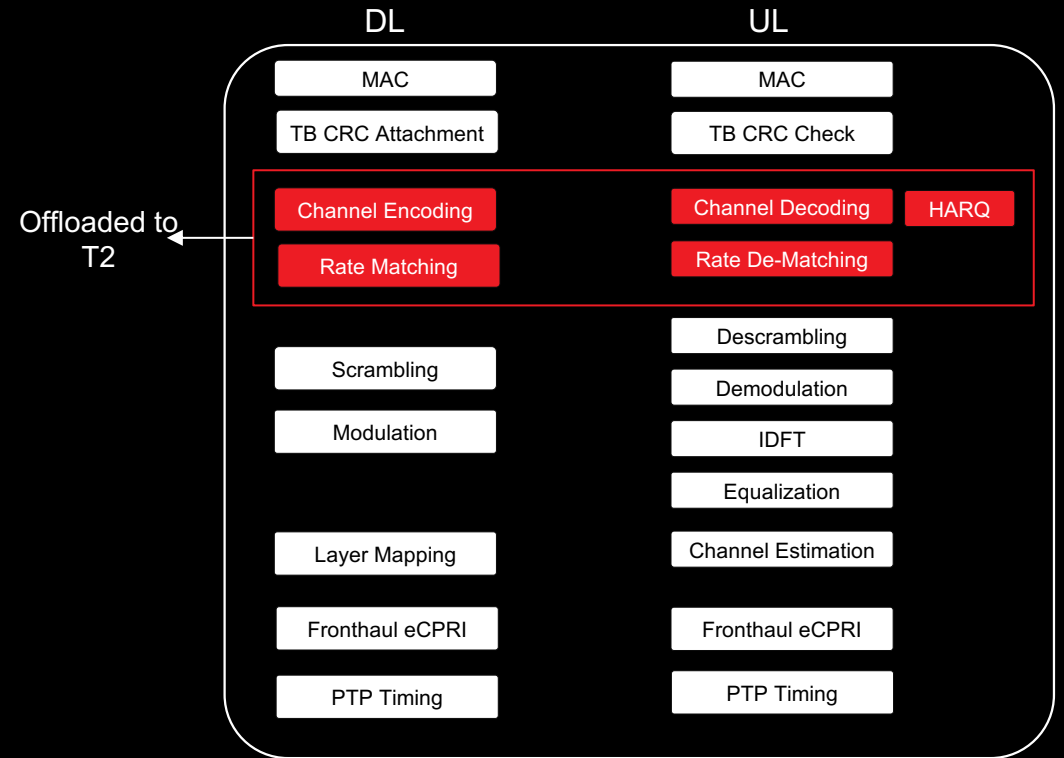 DL
UL
MAC
MAC
TB CRC Attachment
TB CRC Check
Offloaded to
T2
Channel Encoding
Channel Decoding
HARQ
Rate Matching
Rate De-Matching
Descrambling
Scrambling
Demodulation
Modulation
IDFT
Equalization
Layer Mapping
Channel Estimation
Fronthaul eCPRI
Fronthaul eCPRI
PTP Timing
PTP Timing